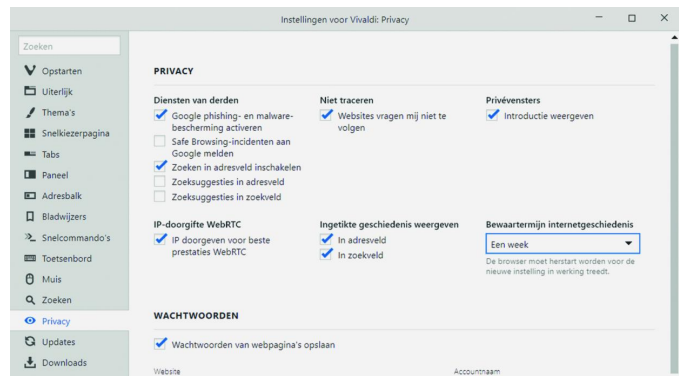 Instellingen voor Vivaldi: Privacy
Zoeken
Opstarten
Uiterlijk
Thema's
Snelkiezerpagina
Tabs
Paneel
Adresbalk
Bladwijzers
Snelcommando's
Toetsenbord
Muis
Zoeken
Privacy
Updates
Downloads
PRIVACY
Diensten van derden
Google phishing- en malware-
bescherming activeren
Safe Browsing-incidenten aan
Google melden
Zoeken in adresveld inschakelen
Zoeksuggesties in adresveld
Zoeksuggesties in zoekveld
Niet traceren
Websites vragen mij niet te
volgen
Privévensters
Introductie weergeven
IP-doorgifte WebRTC
IP doorgeven voor beste
prestaties WebRTC
Ingetikte geschiedenis weergeven
In adresveld
In zoekveld
Bewaartermijn internetgeschiedenis
Een week
De browser moet herstart worden voor de
nieuwe instelling in werking treedt.
WACHTWOORDEN
Wachtwoorden van webpagina's opslaan
Website
Accountnaam